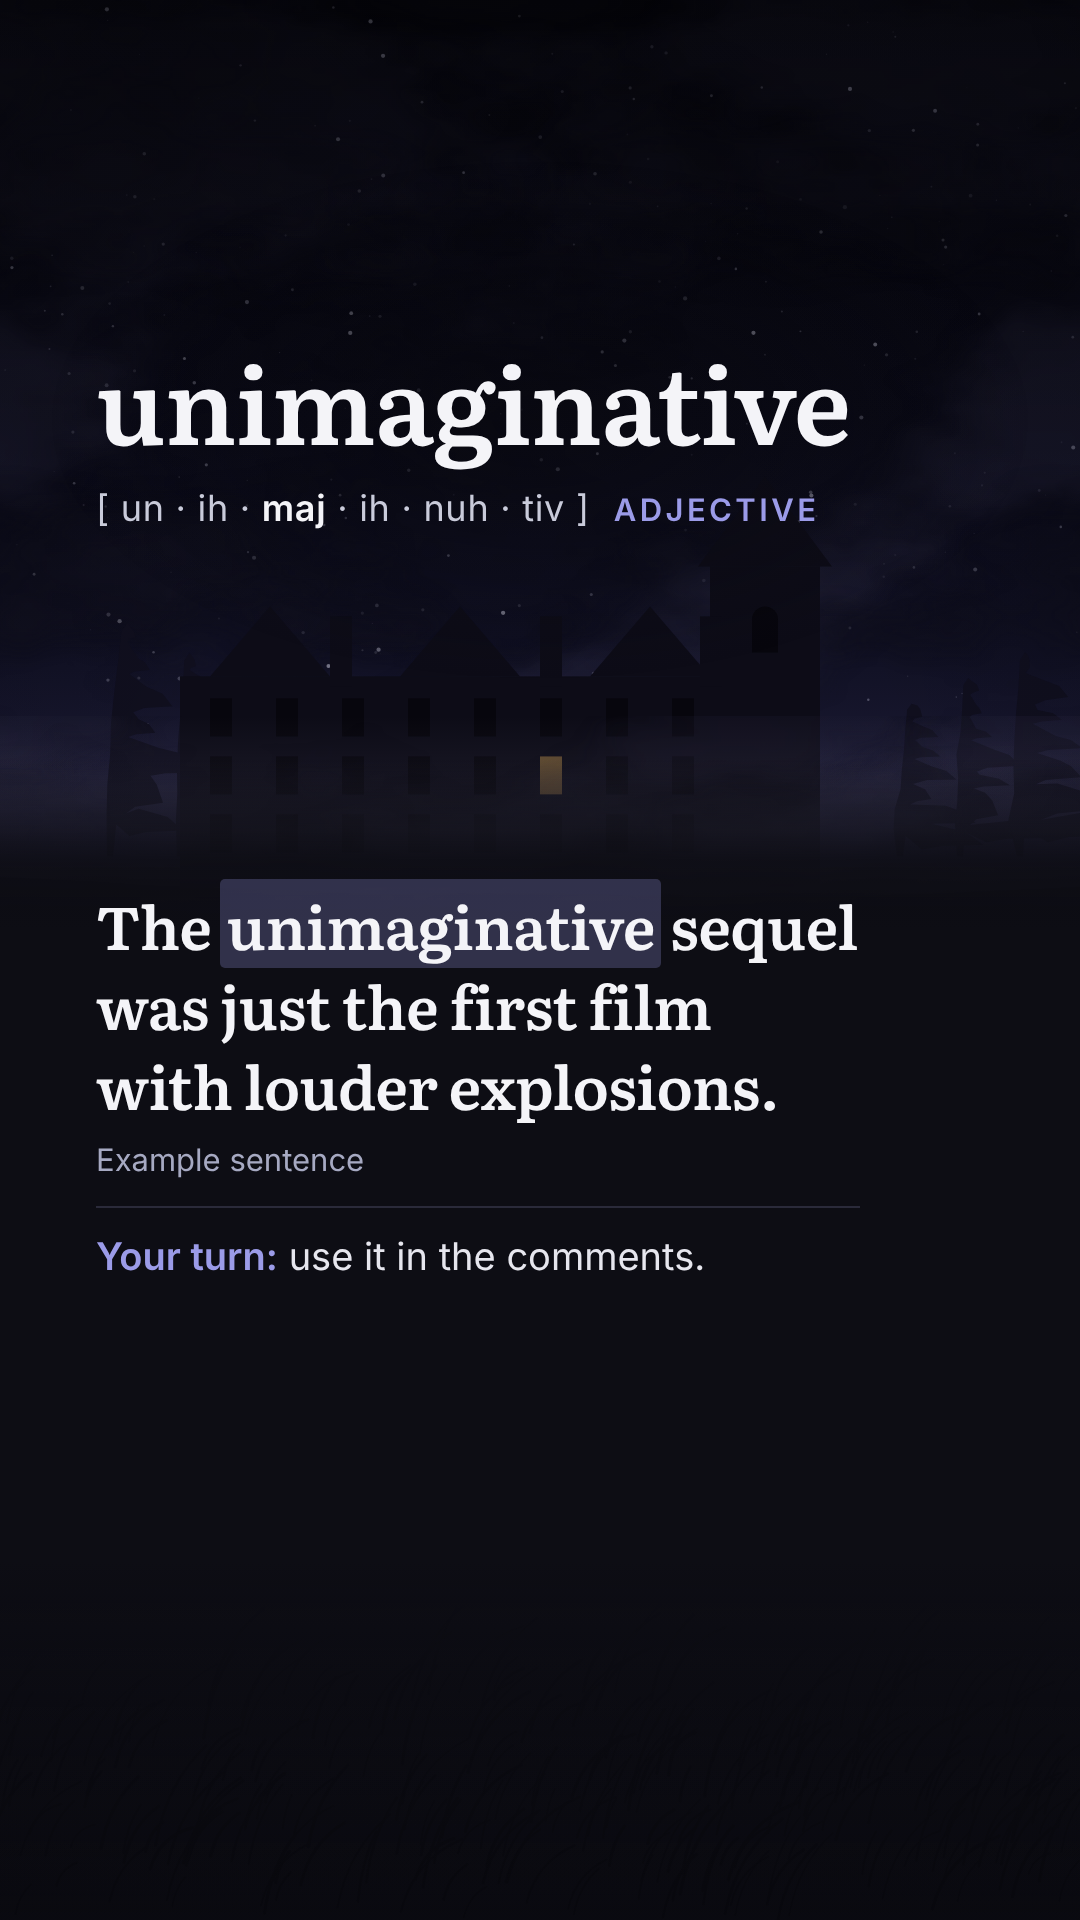 unimaginative
[ un · ih · maj · ih · nuh · tiv ] ADJECTIVE
The unimaginative sequel
was just the first film
with louder explosions.
Example sentence
Your turn: use it in the comments.